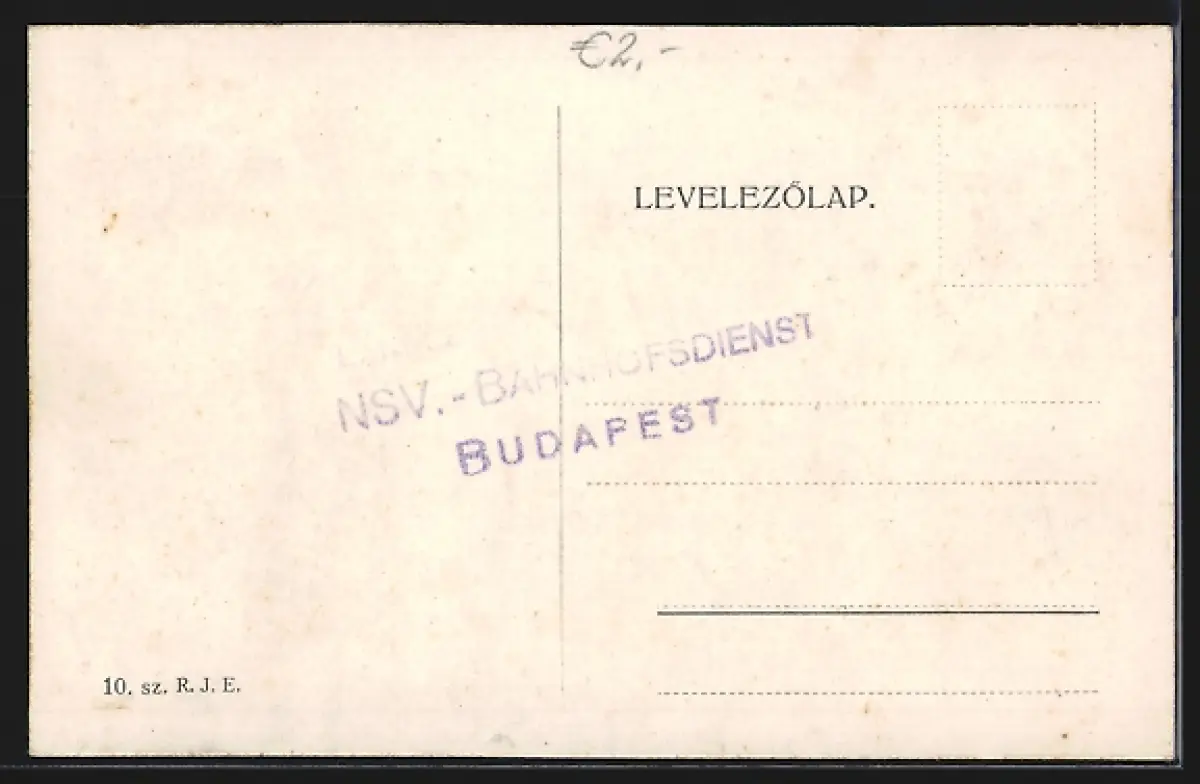 €2,-
LEVELEZŐLAP.
NSV.-BAHNHOFSDIENST
BUDAPEST
10. sz. R. J. E.